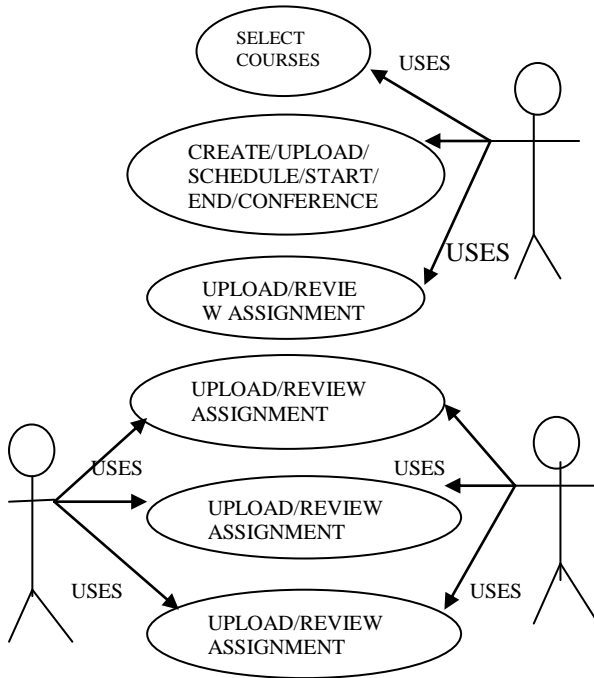 SELECT
COURSES
USES
CREATE/UPLOAD/
SCHEDULE/START/
END/CONFERENCE
USES
UPLOAD/REVIE
W ASSIGNMENT
UPLOAD/REVIEW
ASSIGNMENT
USES
USES
UPLOAD/REVIEW
ASSIGNMENT
USES
USES
UPLOAD/REVIEW
ASSIGNMENT